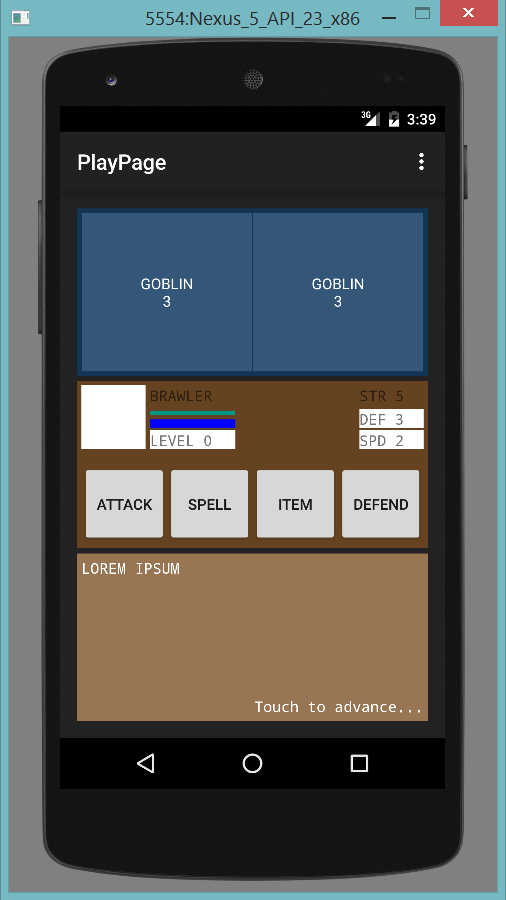 5554:Nexus_5_API_23_x86
3G 3:39
PlayPage
GOBLIN
3
GOBLIN
3
BRAWLER
LEVEL 0
STR 5
DEF 3
SPD 2
ATTACK
SPELL
ITEM
DEFEND
LOREM IPSUM
Touch to advance...